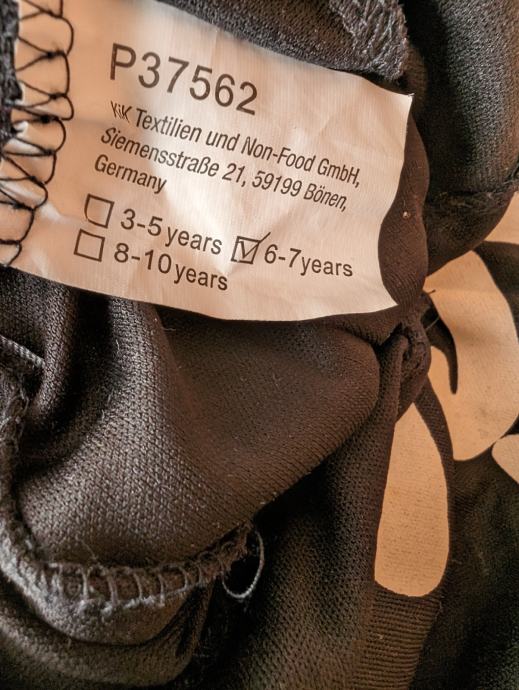 P37562
KiK Textilien und Non-Food GmbH,
Siemensstraße 21, 59199 Bönen,
Germany
☐ 3-5 years ☑ 6-7years
☐ 8-10years